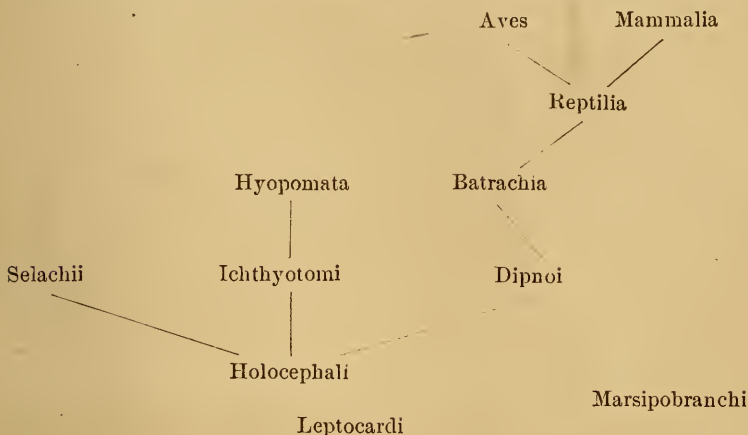 Aves Mammalia
Reptilia
Hyopomata Batrachia
Selachii Ichthyotomi Dipnoi
Holocephali
Marsipobranchi
Leptocardi